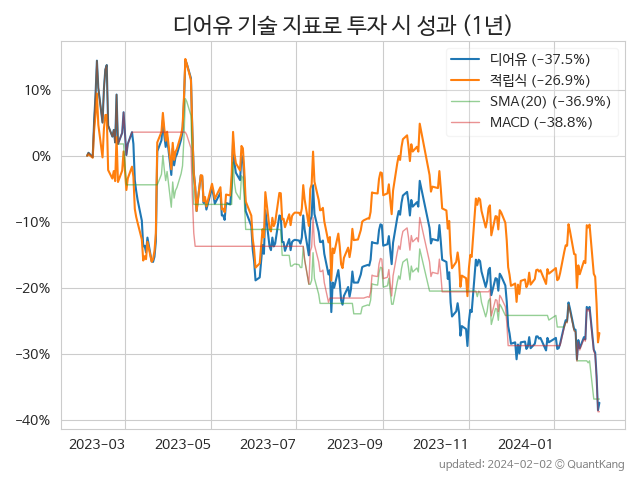 디어유 기술 지표로 투자 시 성과 (1년)
디어유 (−37.5%)
적립식 (−26.9%)
SMA(20) (−36.9%)
MACD (−38.8%)
10%
0%
−10%
−20%
−30%
−40%
2023-03
2023-05
2023-07
2023-09
2023-11
2024-01
updated: 2024-02-02 © QuantKang